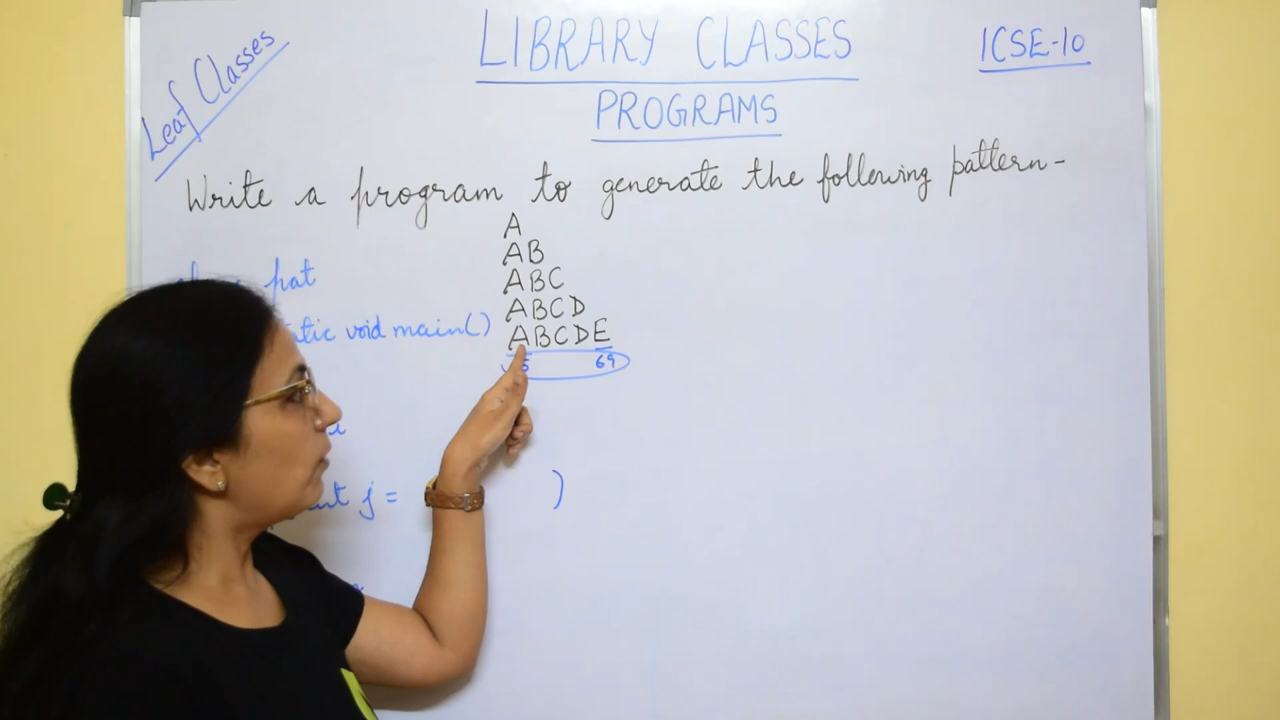 Leaf Classes
LIBRARY CLASSES
ICSE-10
PROGRAMS
Write a program to generate the following pattern-
A
AB
ABC
ABCD
ABCDE
69
pat
void main()
j =
)